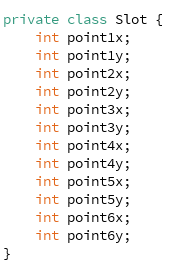 private class Slot {
    int point1x;
    int point1y;
    int point2x;
    int point2y;
    int point3x;
    int point3y;
    int point4x;
    int point4y;
    int point5x;
    int point5y;
    int point6x;
    int point6y;
}